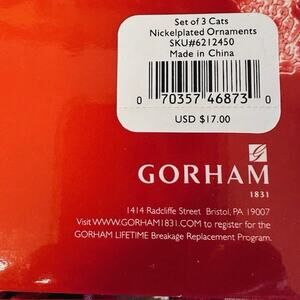 Set of 3 Cats
Nickelplated Ornaments
SKU#6212450
Made in China
0 70357 46873 0
USD $17.00
GORHAM
1831
1414 Radcliffe Street Bristol, PA 19007
Visit WWW.GORHAM1831.COM to register for the
GORHAM LIFETIME Breakage Replacement Program.